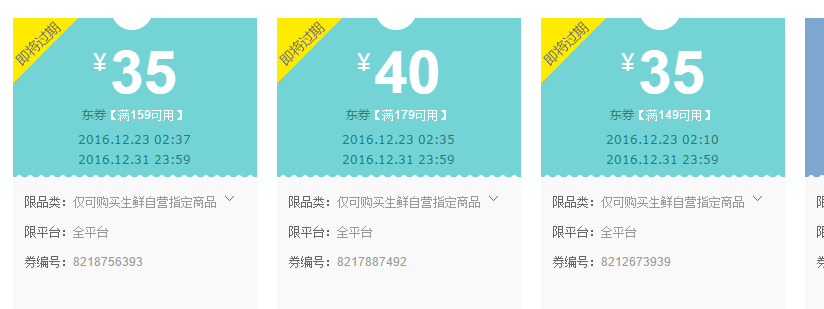 即将过期
¥35
东券【满159可用】
2016.12.23 02:37
2016.12.31 23:59
限品类：仅可购买生鲜自营指定商品
限平台：全平台
券编号：8218756393
即将过期
¥40
东券【满179可用】
2016.12.23 02:35
2016.12.31 23:59
限品类：仅可购买生鲜自营指定商品
限平台：全平台
券编号：8217887492
即将过期
¥35
东券【满149可用】
2016.12.23 02:10
2016.12.31 23:59
限品类：仅可购买生鲜自营指定商品
限平台：全平台
券编号：8212673939